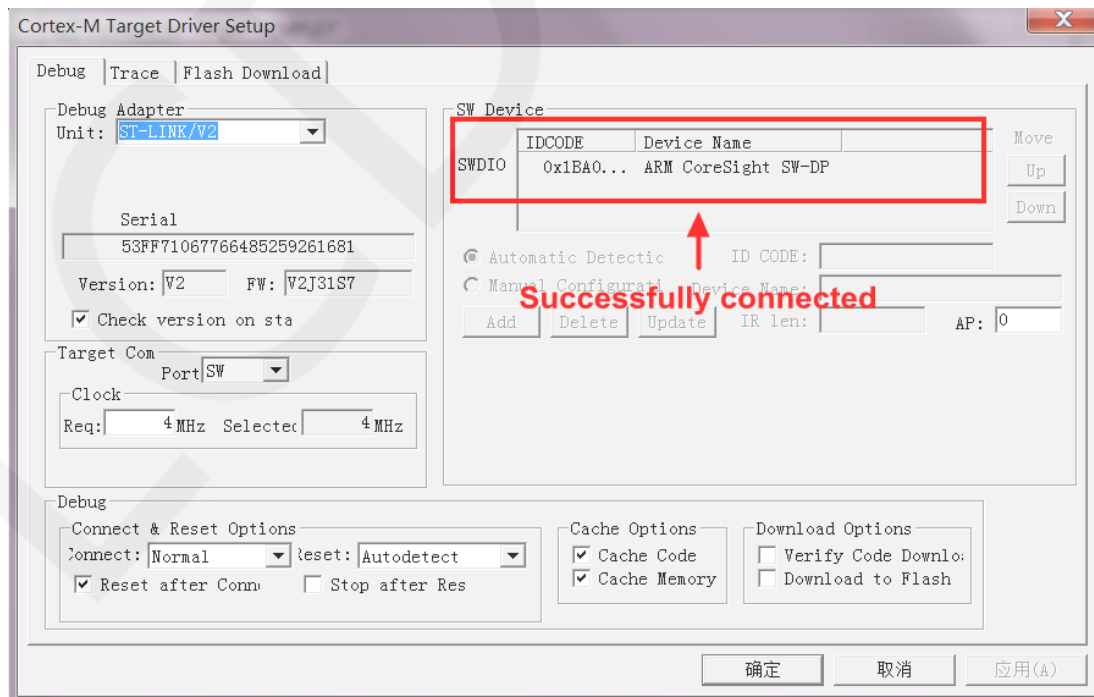 Cortex-M Target Driver Setup
Debug Trace Flash Download
Debug Adapter
Unit: ST-LINK/V2
Serial
53FF71067766485259261681
Version: V2 FW: V2J31S7
Check version on sta
Target Com
Port SW
Clock
Req: 4 MHz Selected 4 MHz
SW Device
IDCODE Device Name
SWDIO 0x1BA0... ARM CoreSight SW-DP
Move
Up
Down
Automatic Detectic ID CODE:
Manual Configurati Device Name:
Successfully connected
Add Delete Update IR len: AP: 0
Debug
Connect & Reset Options
Connect: Normal Reset: Autodetect
Reset after Conn Stop after Res
Cache Options
Cache Code
Cache Memory
Download Options
Verify Code Downlo
Download to Flash
确定 取消 应用(A)